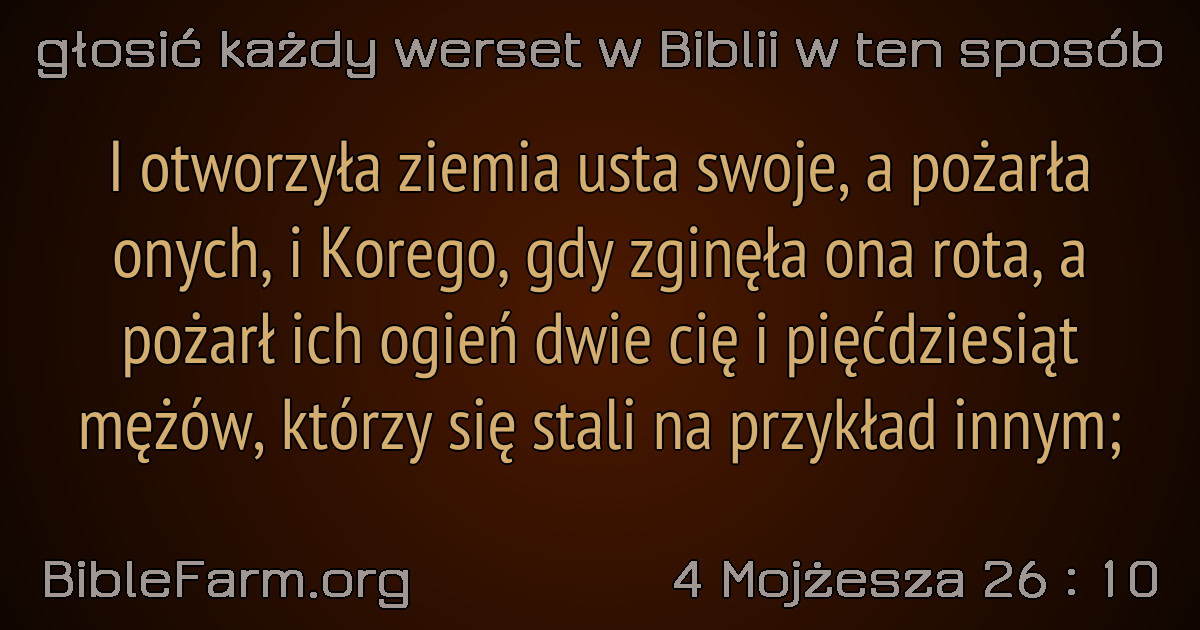 głosić każdy werset w Biblii w ten sposób
I otworzyła ziemia usta swoje, a pożarła
onych, i Korego, gdy zginęła ona rota, a
pożarł ich ogień dwie cię i pięćdziesiąt
mężów, którzy się stali na przykład innym;
BibleFarm.org
4 Mojżesza 26 : 10